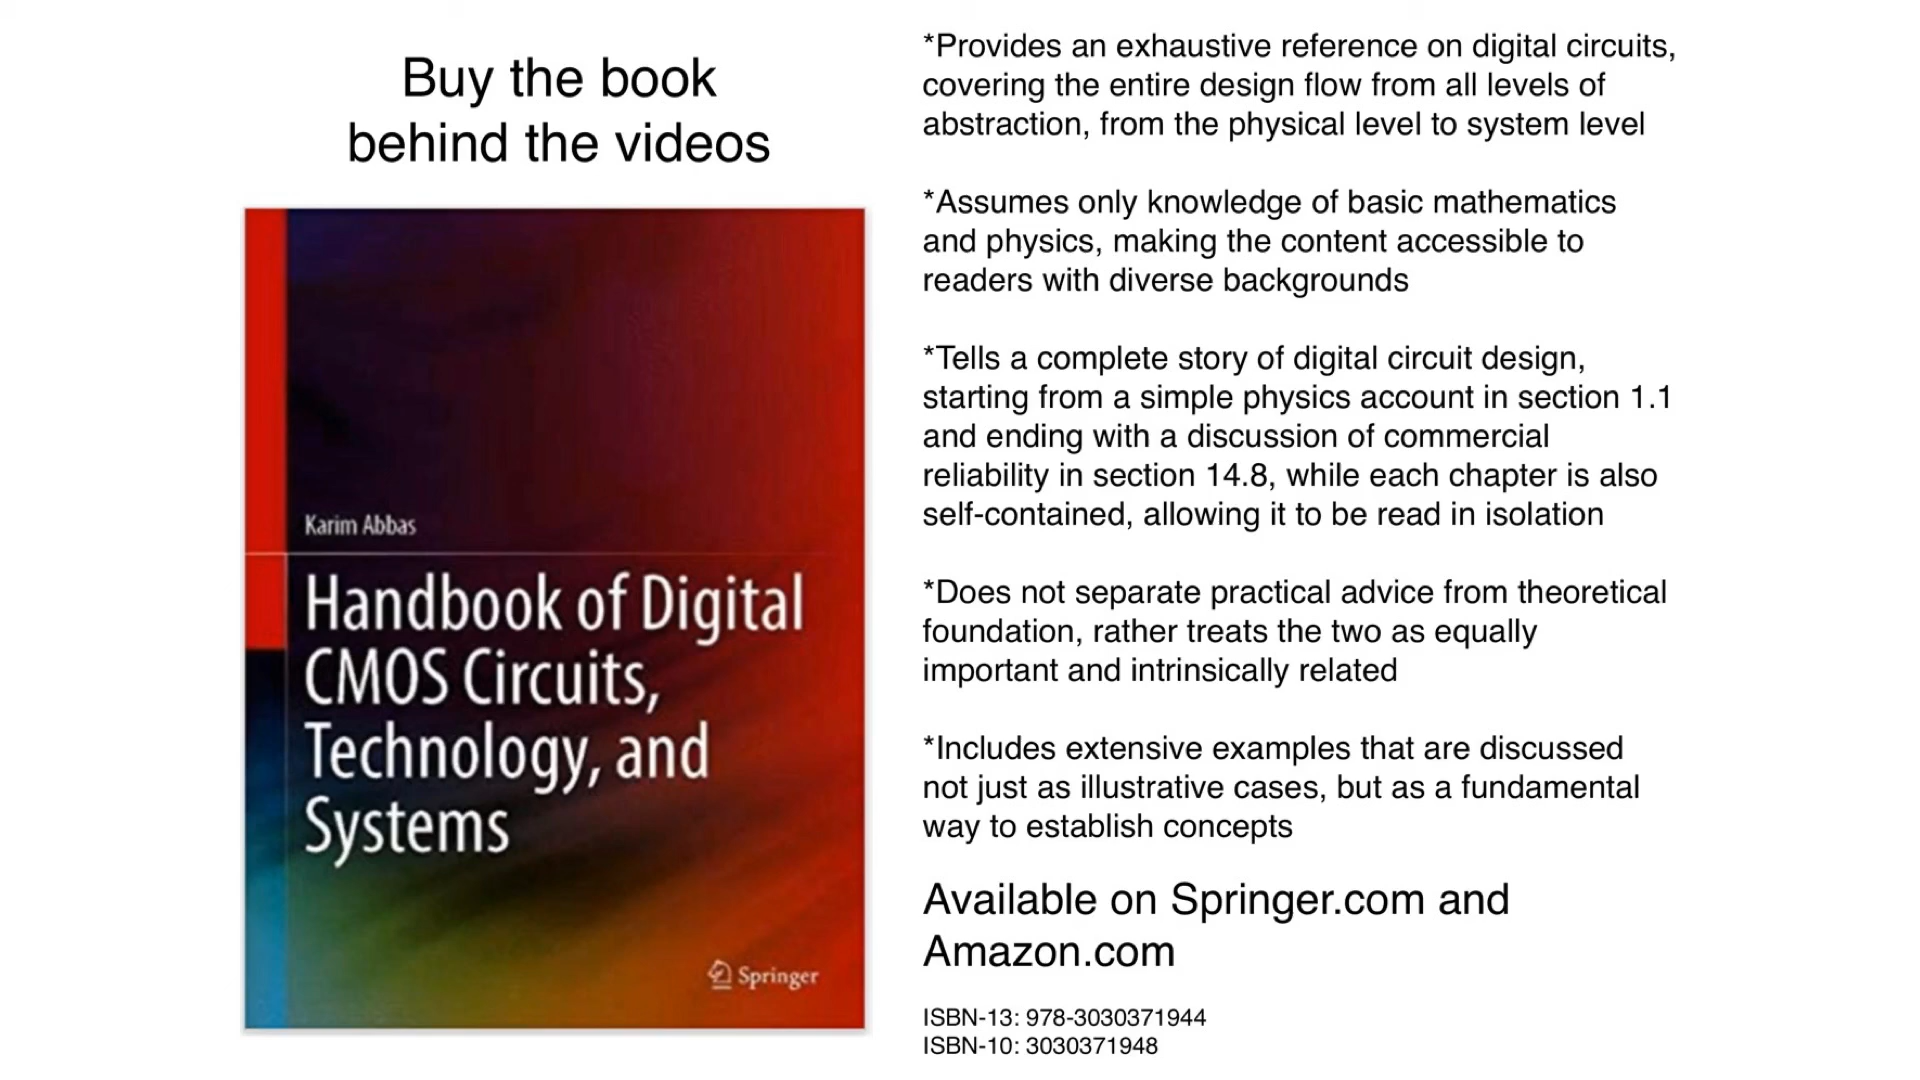 Buy the book
behind the videos
Karim Abbas
Handbook of Digital
CMOS Circuits,
Technology, and
Systems
Springer
*Provides an exhaustive reference on digital circuits,
covering the entire design flow from all levels of
abstraction, from the physical level to system level
*Assumes only knowledge of basic mathematics
and physics, making the content accessible to
readers with diverse backgrounds
*Tells a complete story of digital circuit design,
starting from a simple physics account in section 1.1
and ending with a discussion of commercial
reliability in section 14.8, while each chapter is also
self-contained, allowing it to be read in isolation
*Does not separate practical advice from theoretical
foundation, rather treats the two as equally
important and intrinsically related
*Includes extensive examples that are discussed
not just as illustrative cases, but as a fundamental
way to establish concepts
Available on Springer.com and
Amazon.com
ISBN-13: 978-3030371944
ISBN-10: 3030371948